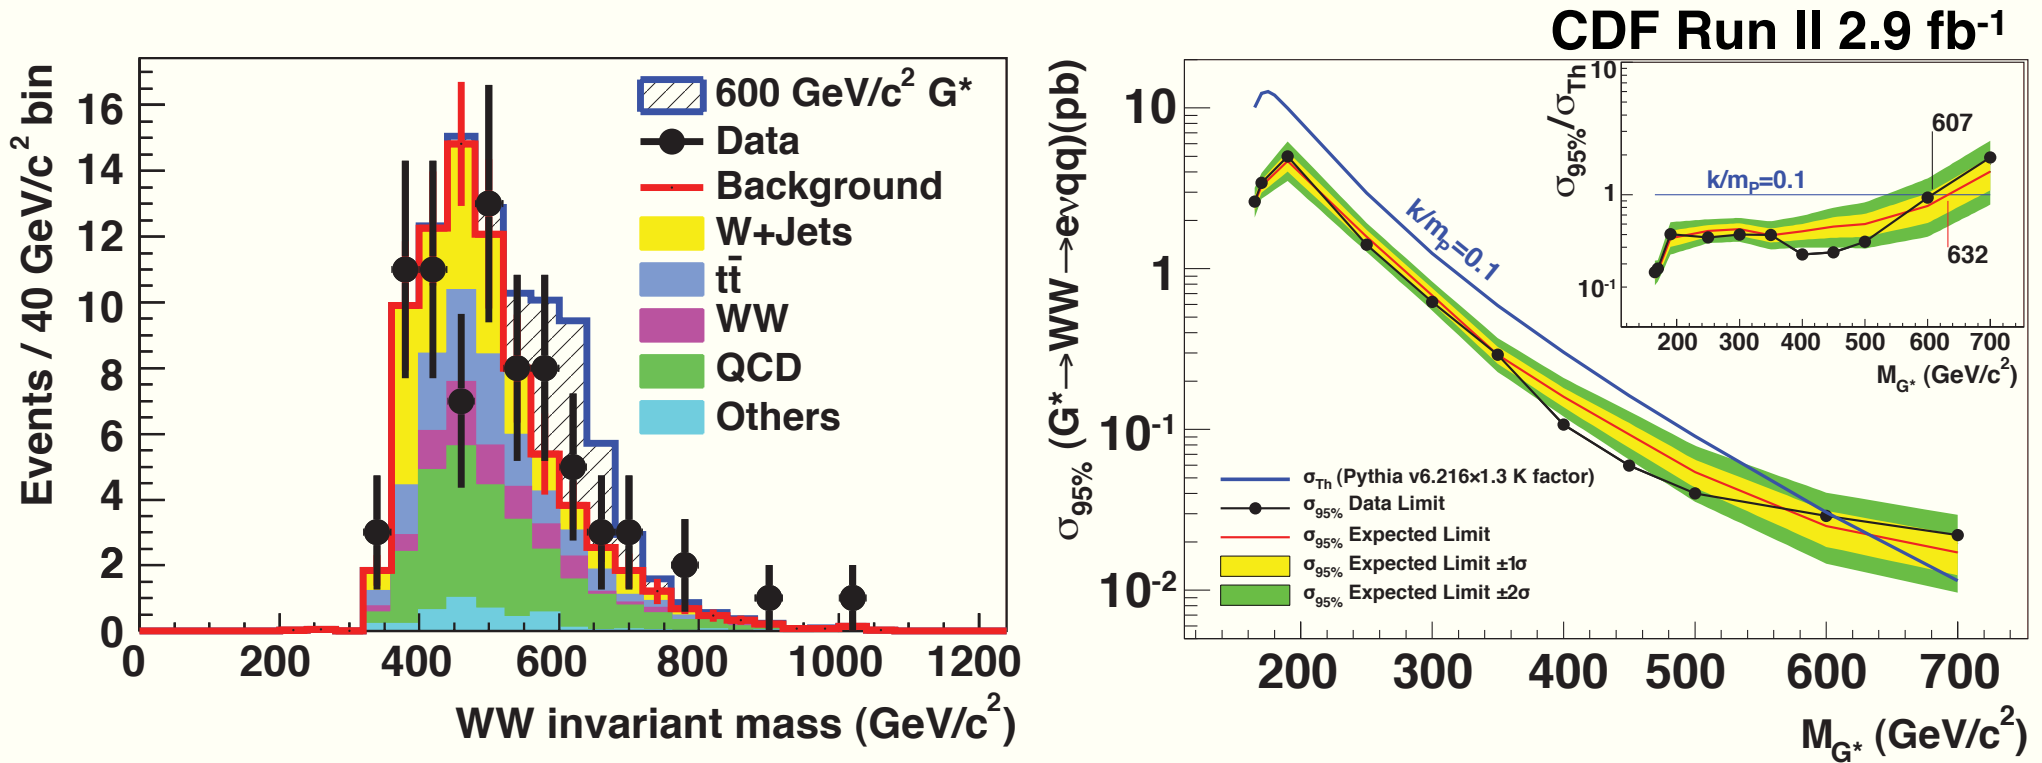 CDF Run II 2.9 fb-1
Events / 40 GeV/c2 bin
16
14
12
10
8
6
4
2
0
0 200 400 600 800 1000 1200
WW invariant mass (GeV/c2)
600 GeV/c2 G*
Data
Background
W+Jets
tt̄
WW
QCD
Others
σ95% (G*→WW→eνqq)(pb)
10
1
10-1
10-2
200 300 400 500 600 700
MG* (GeV/c2)
k/mP=0.1
σTh (Pythia v6.216×1.3 K factor)
σ95% Data Limit
σ95% Expected Limit
σ95% Expected Limit ±1σ
σ95% Expected Limit ±2σ
σ95%/σTh
10
1
10-1
k/mP=0.1
607
632
200 300 400 500 600 700
MG* (GeV/c2)